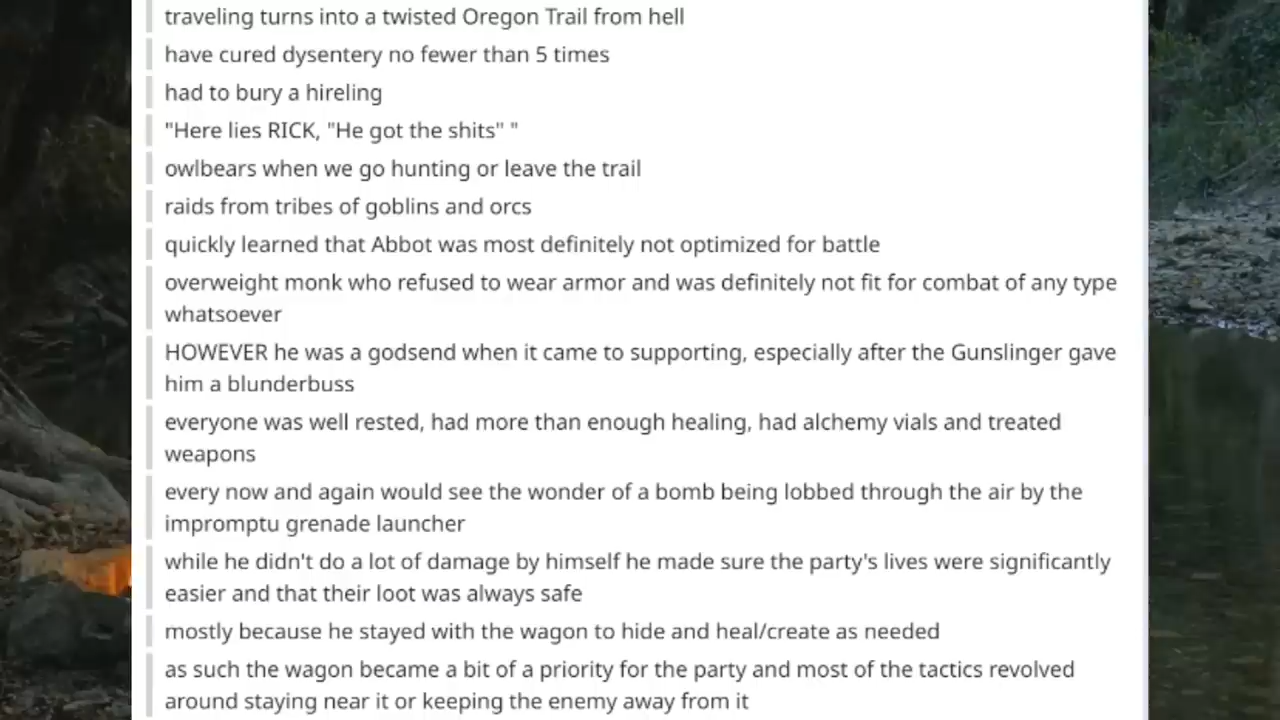 traveling turns into a twisted Oregon Trail from hell
have cured dysentery no fewer than 5 times
had to bury a hireling
"Here lies RICK, "He got the shits" "
owlbears when we go hunting or leave the trail
raids from tribes of goblins and orcs
quickly learned that Abbot was most definitely not optimized for battle
overweight monk who refused to wear armor and was definitely not fit for combat of any type
whatsoever
HOWEVER he was a godsend when it came to supporting, especially after the Gunslinger gave
him a blunderbuss
everyone was well rested, had more than enough healing, had alchemy vials and treated
weapons
every now and again would see the wonder of a bomb being lobbed through the air by the
impromptu grenade launcher
while he didn't do a lot of damage by himself he made sure the party's lives were significantly
easier and that their loot was always safe
mostly because he stayed with the wagon to hide and heal/create as needed
as such the wagon became a bit of a priority for the party and most of the tactics revolved
around staying near it or keeping the enemy away from it